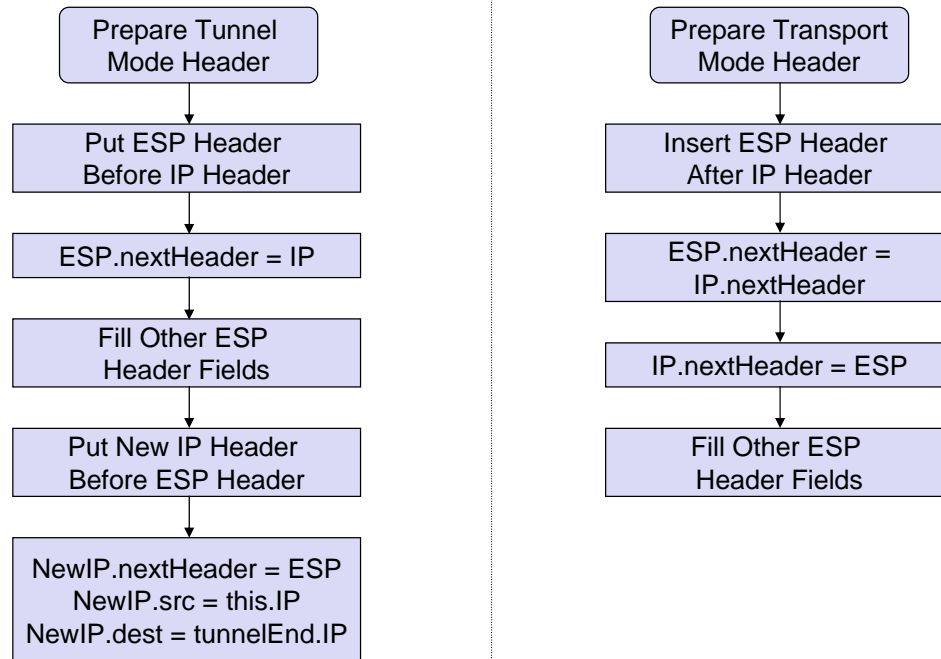 Prepare Tunnel
Mode Header
Put ESP Header
Before IP Header
ESP.nextHeader = IP
Fill Other ESP
Header Fields
Put New IP Header
Before ESP Header
NewIP.nextHeader = ESP
NewIP.src = this.IP
NewIP.dest = tunnelEnd.IP
Prepare Transport
Mode Header
Insert ESP Header
After IP Header
ESP.nextHeader =
IP.nextHeader
IP.nextHeader = ESP
Fill Other ESP
Header Fields